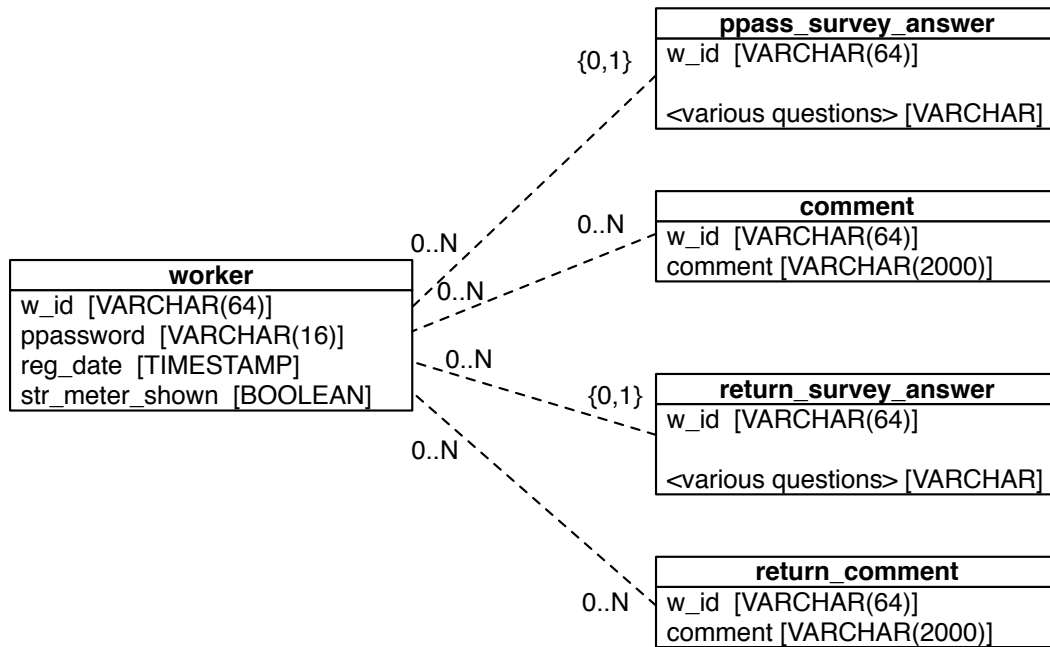 ppass_survey_answer
w_id [VARCHAR(64)]
<various questions> [VARCHAR]
{0,1}
0..N
comment
w_id [VARCHAR(64)]
comment [VARCHAR(2000)]
0..N
0..N
worker
w_id [VARCHAR(64)]
ppassword [VARCHAR(16)]
reg_date [TIMESTAMP]
str_meter_shown [BOOLEAN]
0..N
{0,1}
return_survey_answer
w_id [VARCHAR(64)]
<various questions> [VARCHAR]
0..N
0..N
return_comment
w_id [VARCHAR(64)]
comment [VARCHAR(2000)]